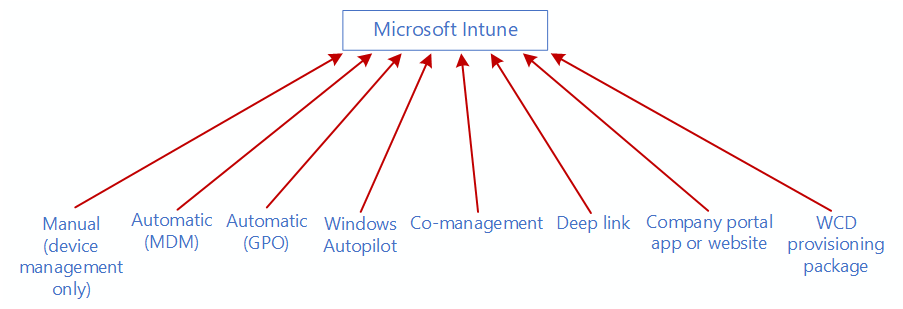 Microsoft Intune
Manual
(device
management
only)
Automatic
(MDM)
Automatic
(GPO)
Windows
Autopilot
Co-management
Deep link
Company portal
app or website
WCD
provisioning
package